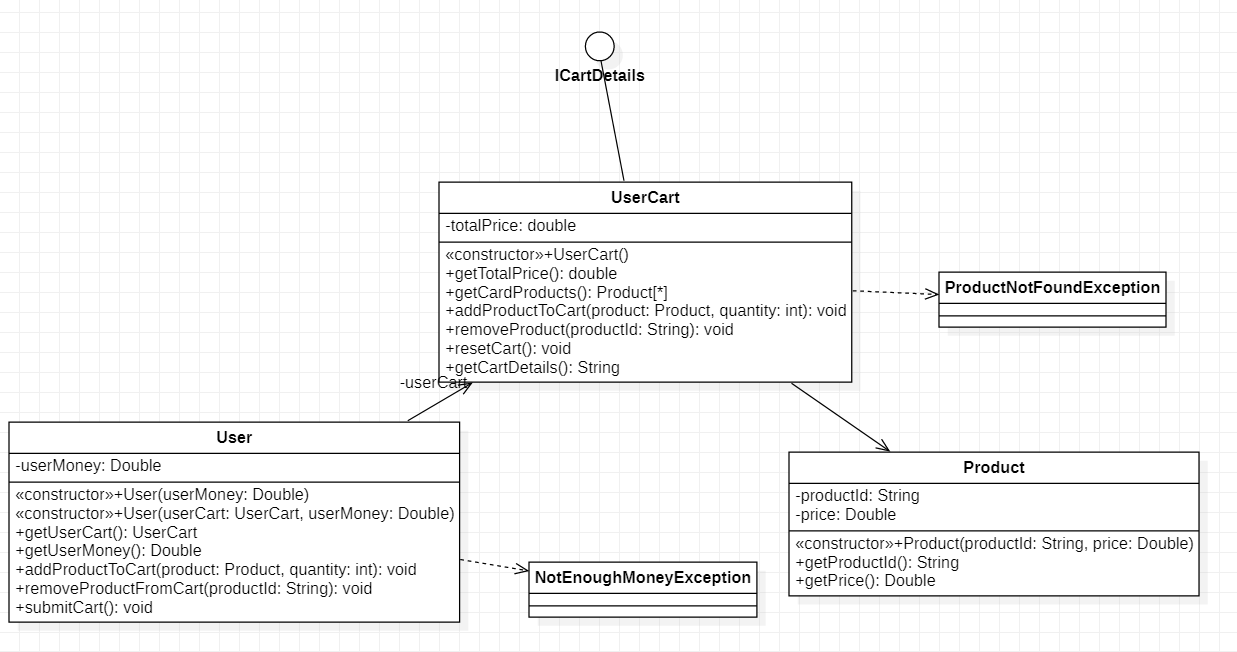 ICartDetails
UserCart
-totalPrice: double
«constructor»+UserCart()
+getTotalPrice(): double
+getCardProducts(): Product[*]
+addProductToCart(product: Product, quantity: int): void
+removeProduct(productId: String): void
+resetCart(): void
+getCartDetails(): String
ProductNotFoundException
-userCart
User
-userMoney: Double
«constructor»+User(userMoney: Double)
«constructor»+User(userCart: UserCart, userMoney: Double)
+getUserCart(): UserCart
+getUserMoney(): Double
+addProductToCart(product: Product, quantity: int): void
+removeProductFromCart(productId: String): void
+submitCart(): void
NotEnoughMoneyException
Product
-productId: String
-price: Double
«constructor»+Product(productId: String, price: Double)
+getProductId(): String
+getPrice(): Double